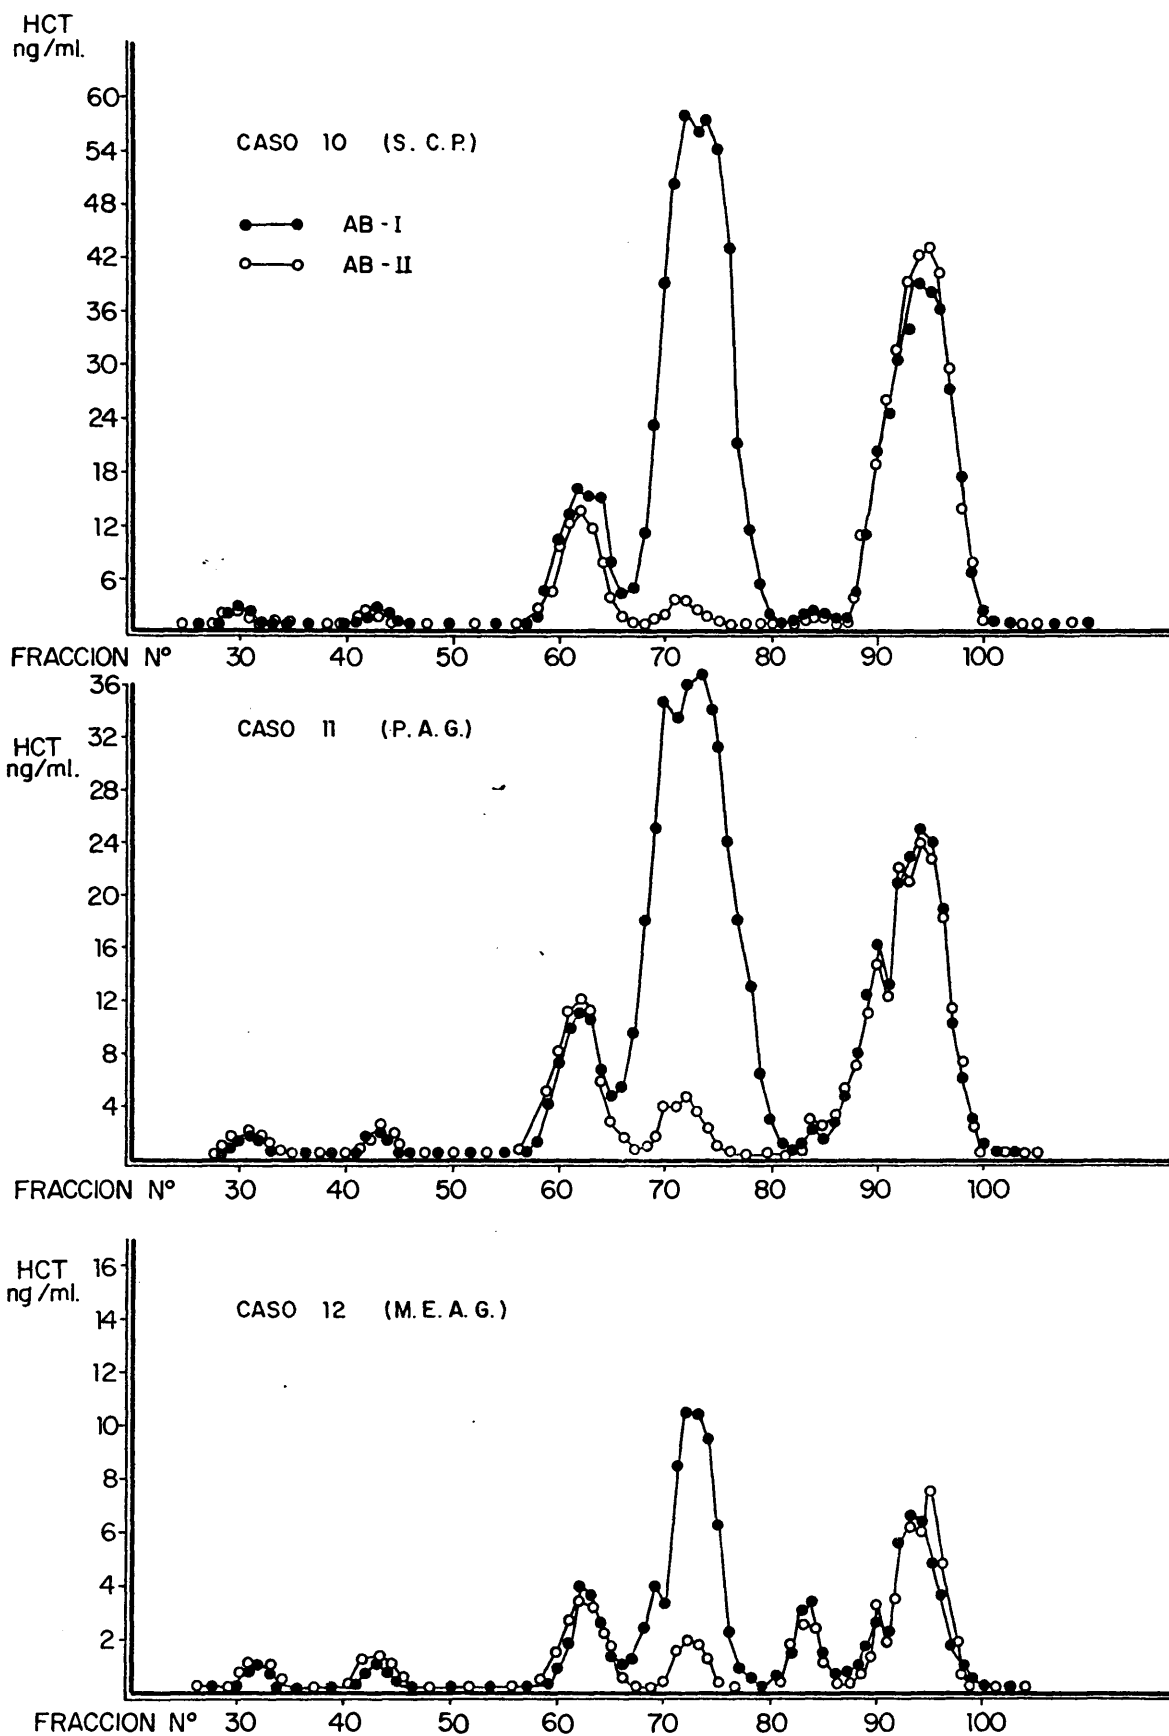 HCT
ng/ml.
60
54
48
42
36
30
24
18
12
6
CASO 10 (S. C. P.)
AB - I
AB - II
FRACCION Nº 30 40 50 60 70 80 90 100
HCT
ng/ml.
36
32
28
24
20
16
12
8
4
CASO 11 (P. A. G.)
FRACCION Nº 30 40 50 60 70 80 90 100
HCT
ng/ml.
16
14
12
10
8
6
4
2
CASO 12 (M. E. A. G.)
FRACCION Nº 30 40 50 60 70 80 90 100